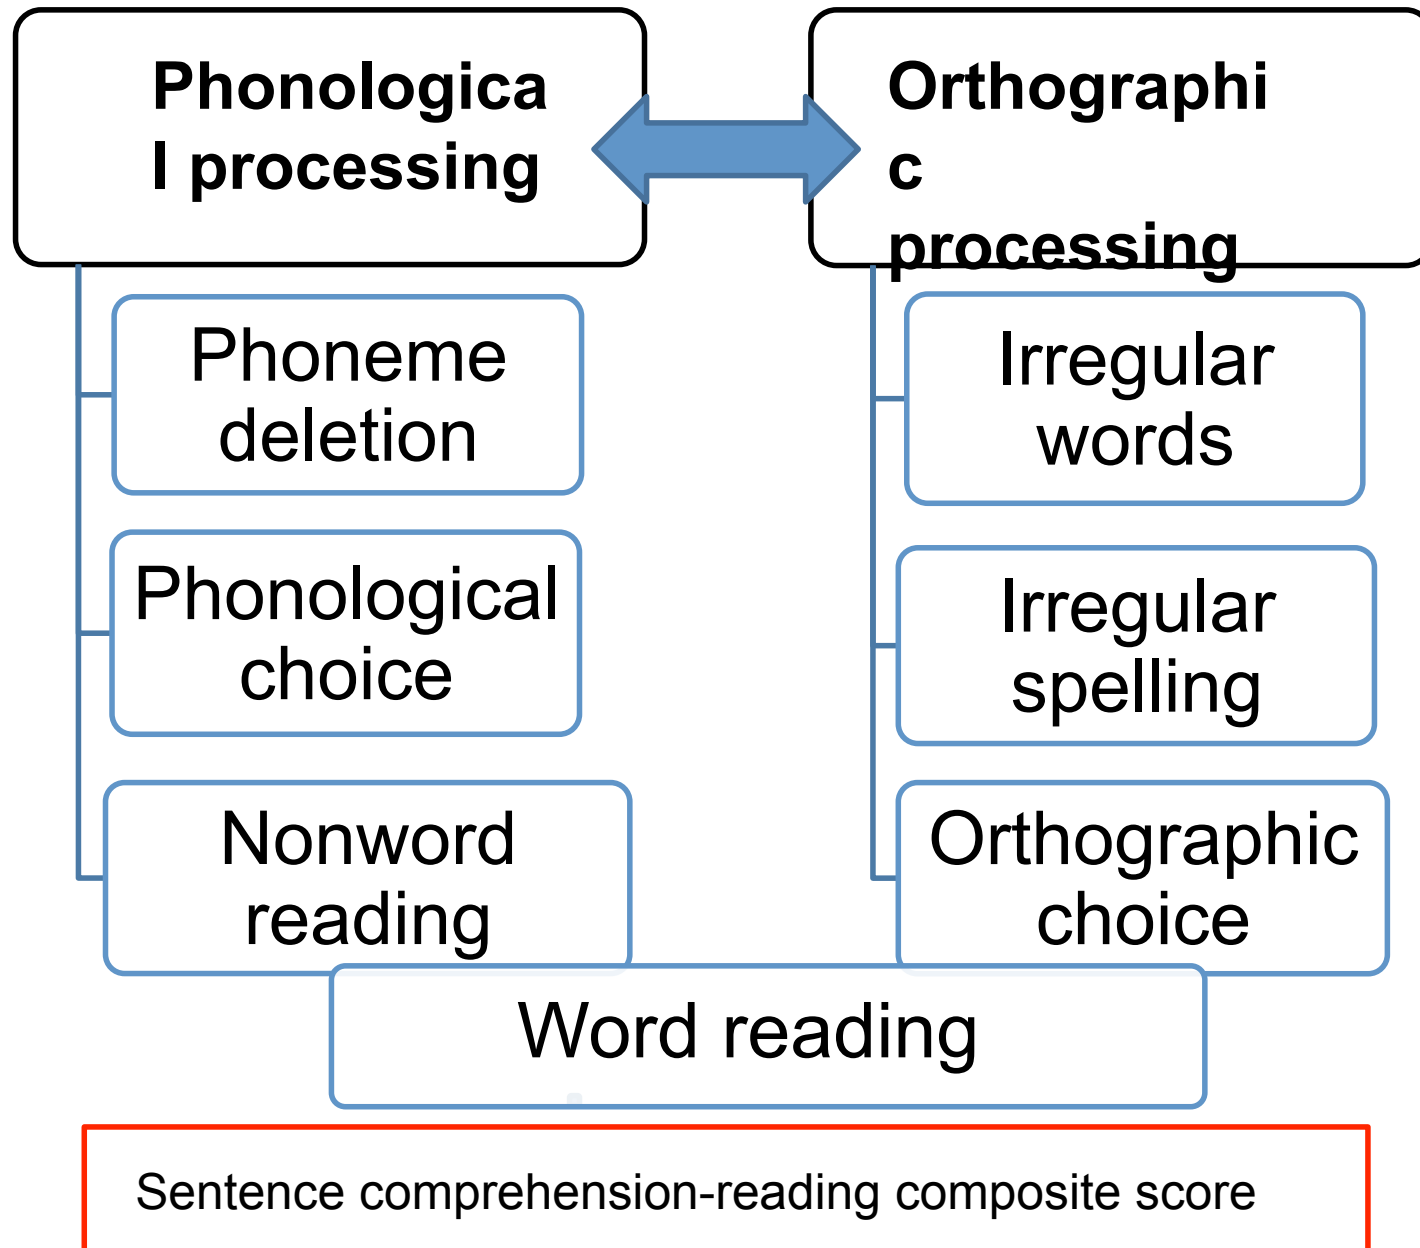 Phonologica
l processing
Orthographi
c
processing
Phoneme
deletion
Phonological
choice
Nonword
reading
Irregular
words
Irregular
spelling
Orthographic
choice
Word reading
Sentence comprehension-reading composite score